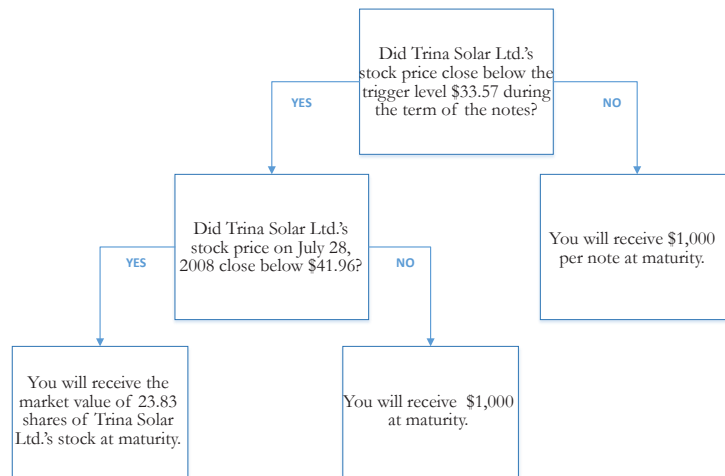 Did Trina Solar Ltd.'s
stock price close below the
trigger level $33.57 during
the term of the notes?
YES
NO
Did Trina Solar Ltd.'s
stock price on July 28,
2008 close below $41.96?
You will receive $1,000
per note at maturity.
YES
NO
You will receive the
market value of 23.83
shares of Trina Solar
Ltd.'s stock at maturity.
You will receive $1,000
at maturity.